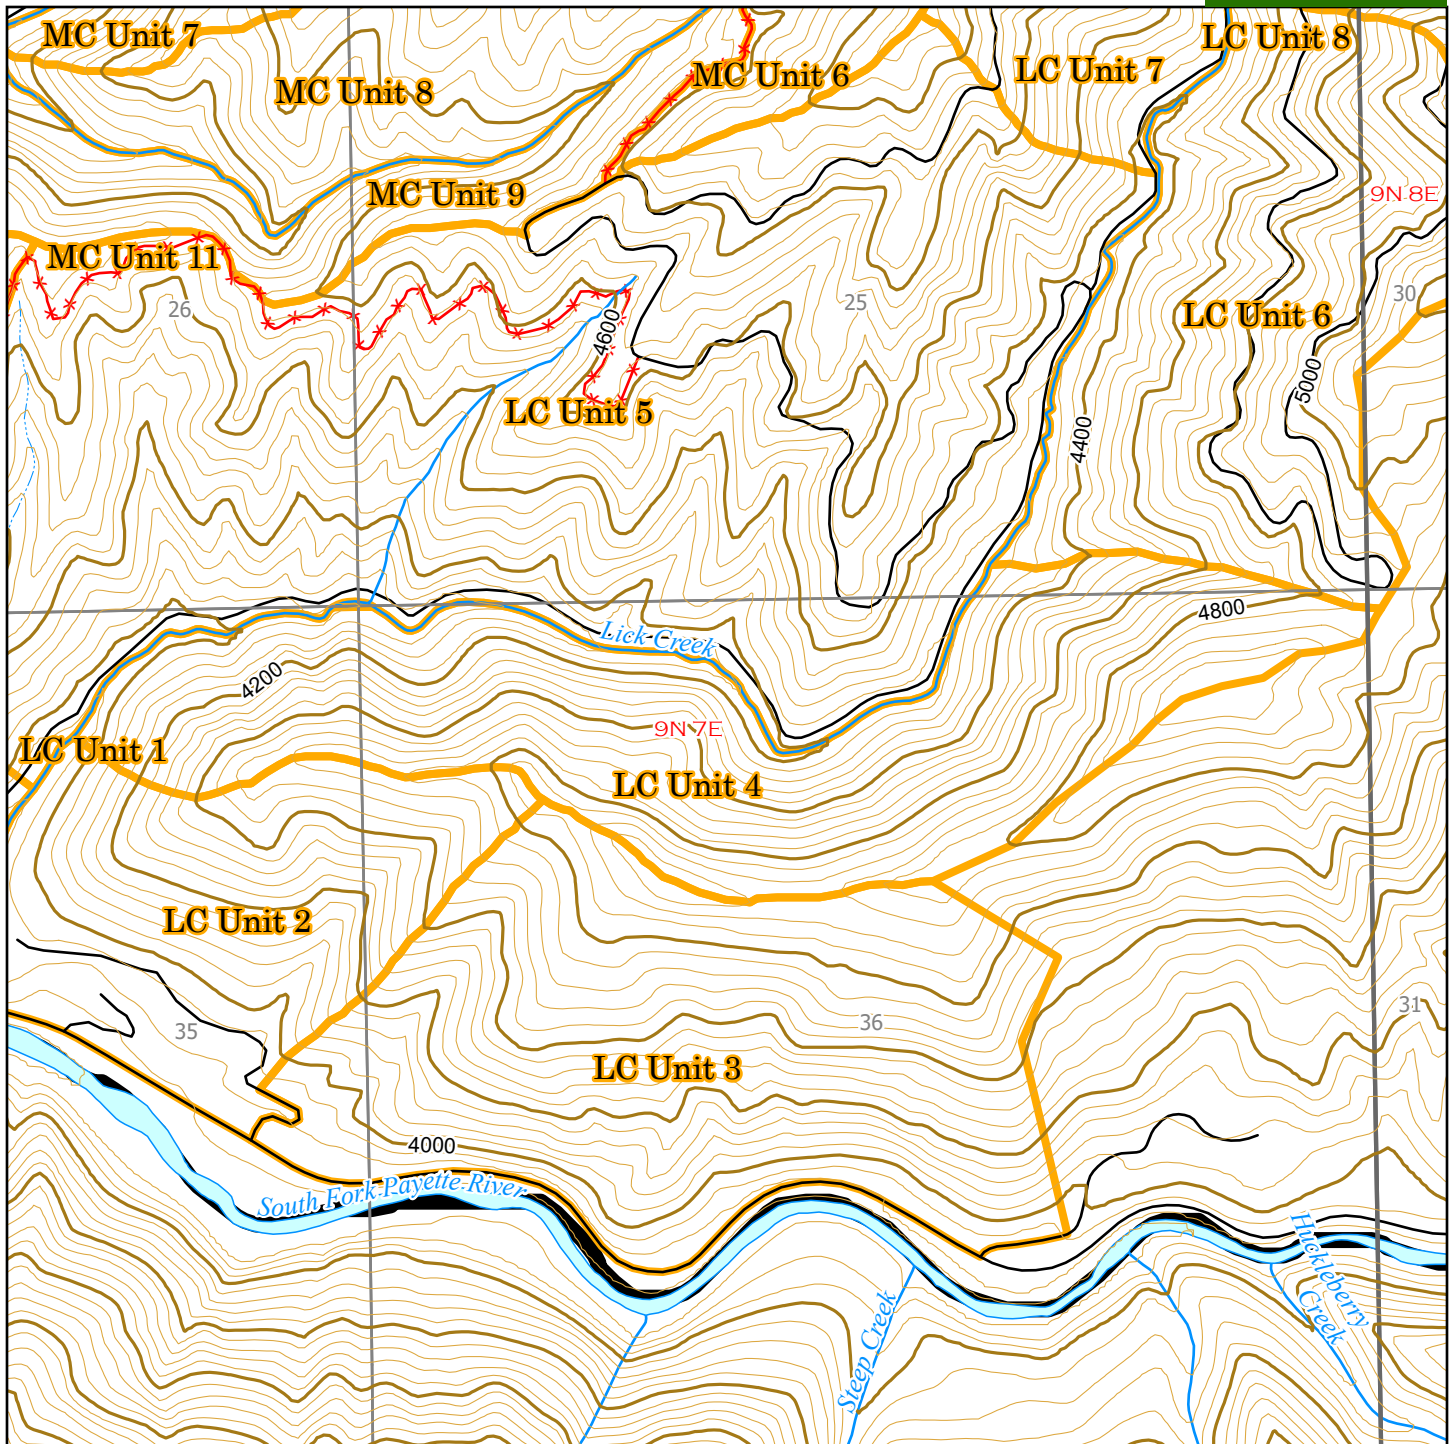 MC Unit 7
LC Unit 8
MC Unit 6
LC Unit 7
MC Unit 8
MC Unit 9
9N 8E
MC Unit 11
26
25
30
LC Unit 6
4600
5000
LC Unit 5
4400
4800
Lick Creek
4200
9N 7E
LC Unit 1
LC Unit 4
LC Unit 2
35
36
31
LC Unit 3
4000
South Fork Payette River
Huckleberry
Creek
Steep Creek